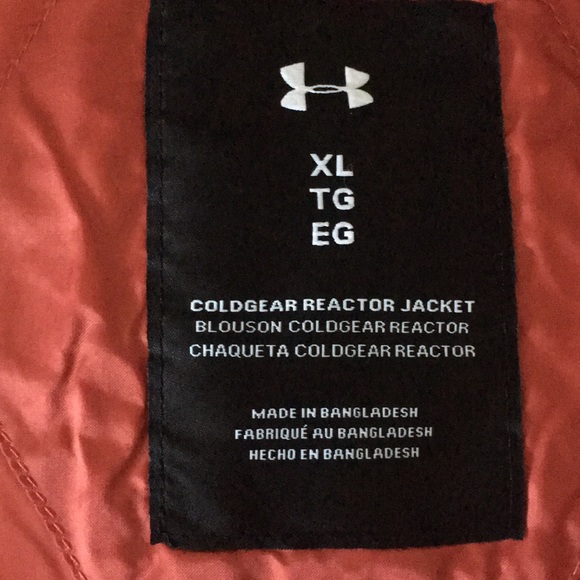 XL
TG
EG
COLDGEAR REACTOR JACKET
BLOUSON COLDGEAR REACTOR
CHAQUETA COLDGEAR REACTOR
MADE IN BANGLADESH
FABRIQUÉ AU BANGLADESH
HECHO EN BANGLADESH